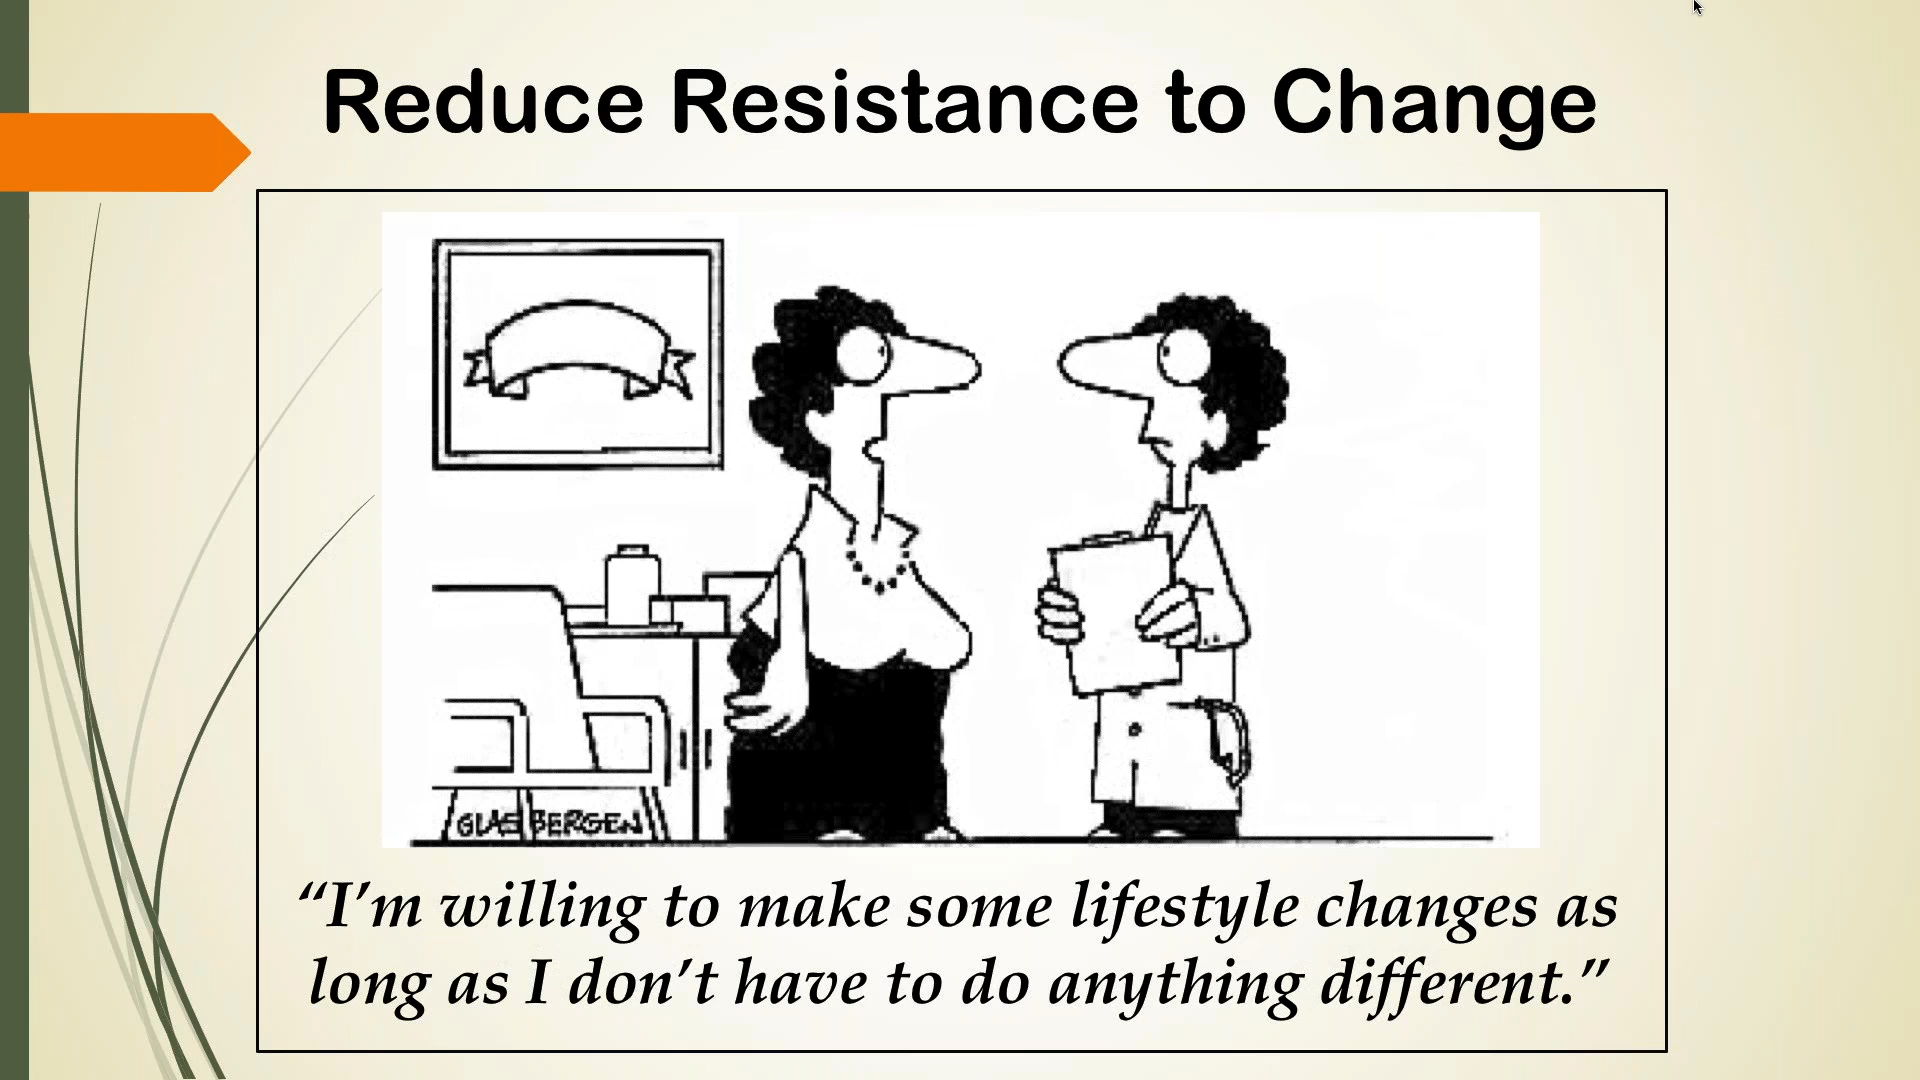 Reduce Resistance to Change
GLASBERGEN
“I’m willing to make some lifestyle changes as
long as I don’t have to do anything different.”